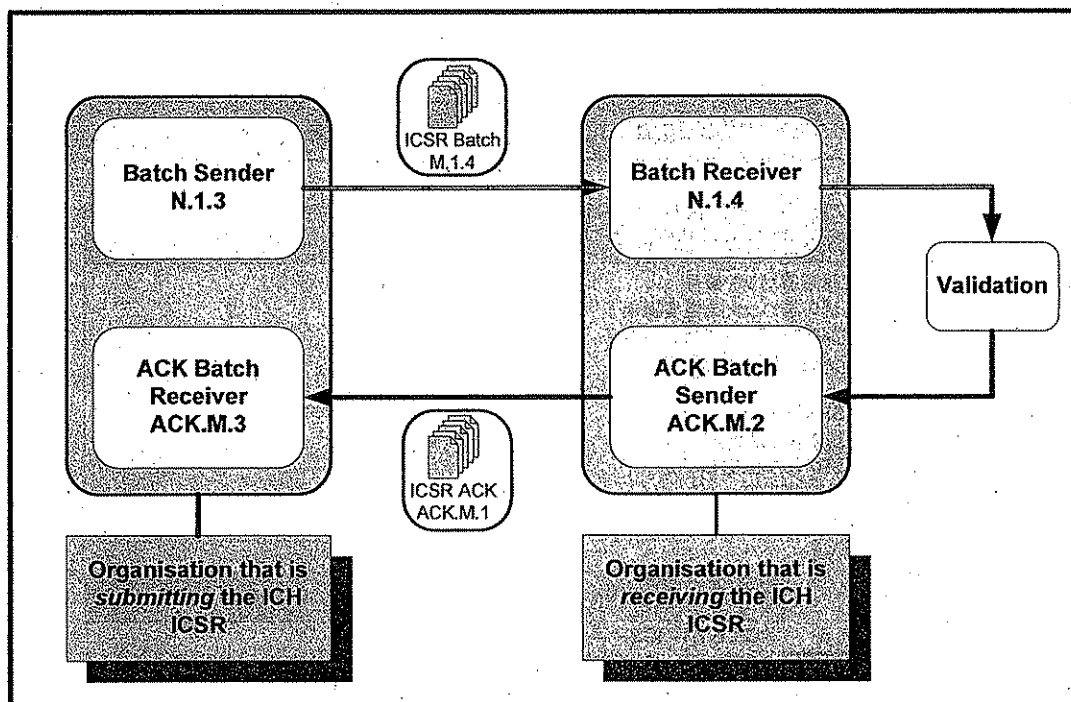 ICSR Batch
M.1.4
Batch Sender
N.1.3
Batch Receiver
N.1.4
Validation
ACK Batch
Receiver
ACK.M.3
ACK Batch
Sender
ACK.M.2
ICSR ACK
ACK.M.1
Organisation that is
submitting the ICH
ICSR
Organisation that is
receiving the ICH
ICSR